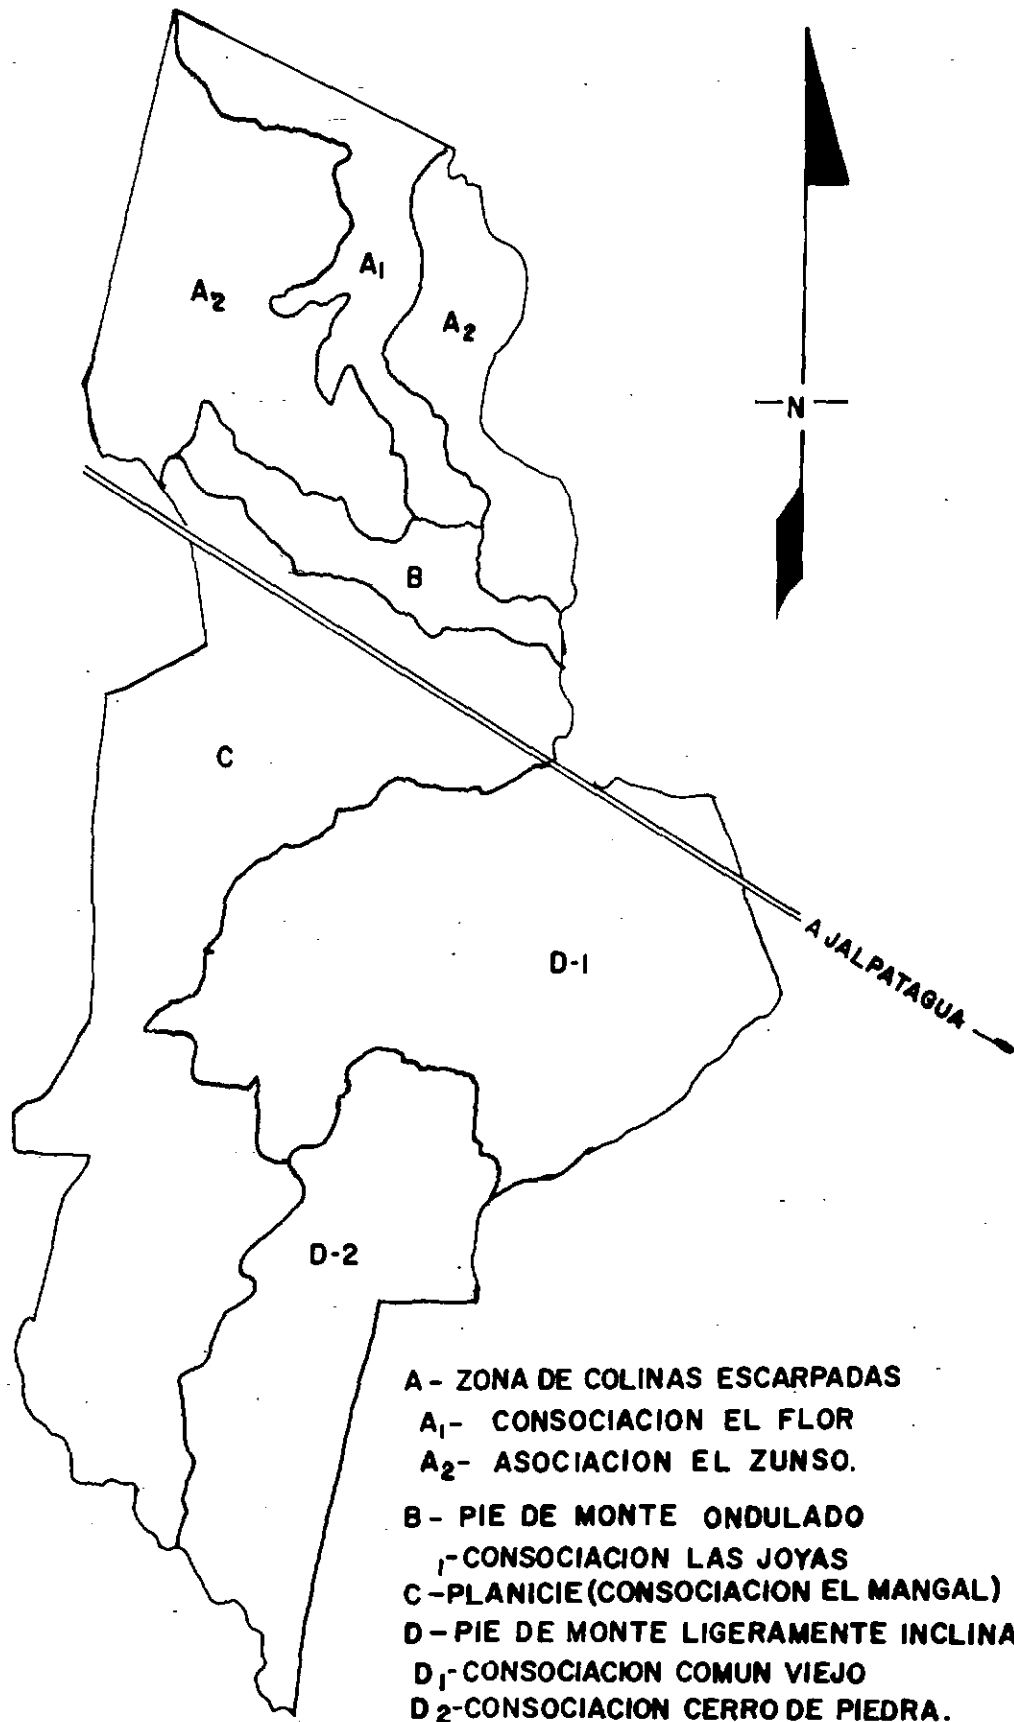 A₁
A₂
A₂
N
B
C
D-1
A JALPATAGUA
D-2
A - ZONA DE COLINAS ESCARPADAS
A₁- CONSOCIACION EL FLOR
A₂- ASOCIACION EL ZUNSO.
B - PIE DE MONTE ONDULADO
₁-CONSOCIACION LAS JOYAS
C -PLANICIE (CONSOCIACION EL MANGAL)
D - PIE DE MONTE LIGERAMENTE INCLINA
D₁-CONSOCIACION COMUN VIEJO
D₂-CONSOCIACION CERRO DE PIEDRA.